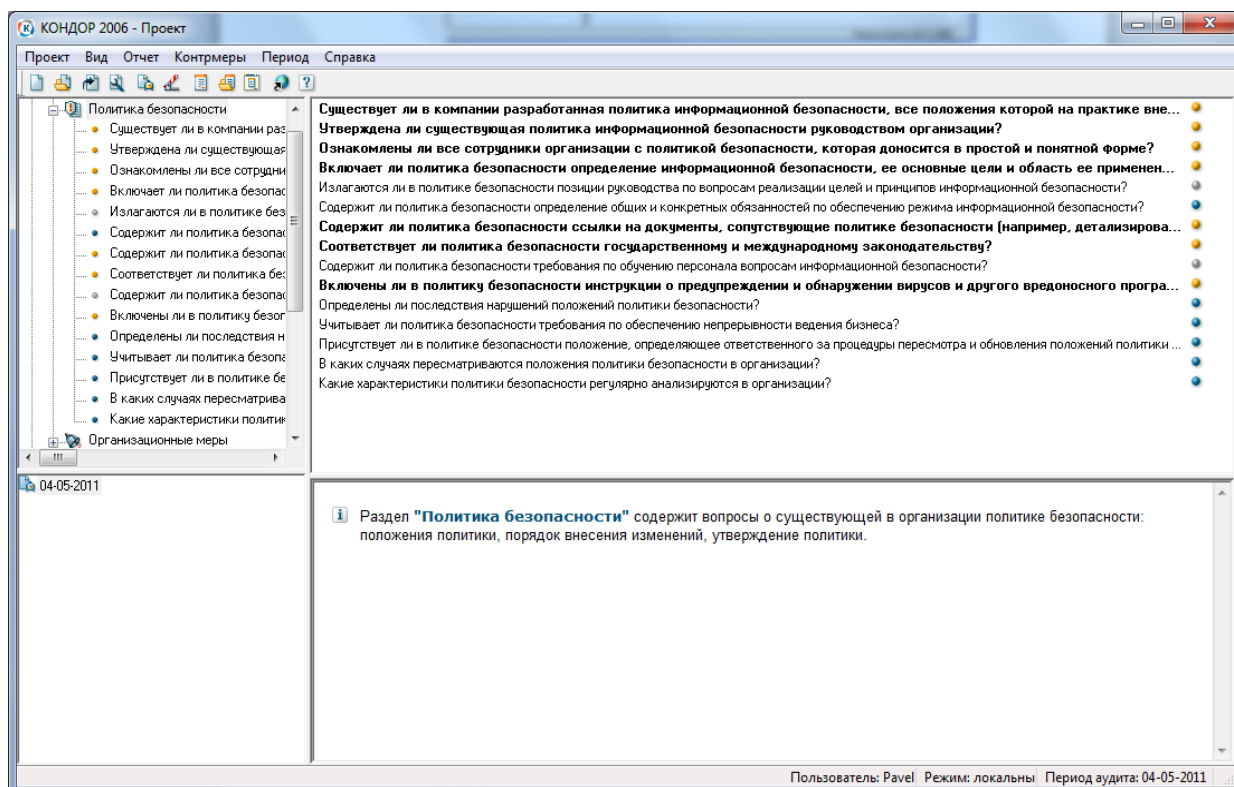 КОНДОР 2006 - Проект
Проект Вид Отчет Контрмеры Период Справка
Политика безопасности
Существует ли в компании раз
Утверждена ли существующая
Ознакомлены ли все сотрудни
Включает ли политика безопас
Излагаются ли в политике без
Содержит ли политика безопас
Содержит ли политика безопас
Соответствует ли политика без
Содержит ли политика безопас
Включены ли в политику безоп
Определены ли последствия н
Учитывает ли политика безопа
Присутствует ли в политике бе
В каких случаях пересматрива
Какие характеристики политик
Организационные меры
Существует ли в компании разработанная политика информационной безопасности, все положения которой на практике вне...
Утверждена ли существующая политика информационной безопасности руководством организации?
Ознакомлены ли все сотрудники организации с политикой безопасности, которая доносится в простой и понятной форме?
Включает ли политика безопасности определение информационной безопасности, ее основные цели и область ее применен...
Излагаются ли в политике безопасности позиции руководства по вопросам реализации целей и принципов информационной безопасности?
Содержит ли политика безопасности определение общих и конкретных обязанностей по обеспечению режима информационной безопасности?
Содержит ли политика безопасности ссылки на документы, сопутствующие политике безопасности (например, детализирова...
Соответствует ли политика безопасности государственному и международному законодательству?
Содержит ли политика безопасности требования по обучению персонала вопросам информационной безопасности?
Включены ли в политику безопасности инструкции о предупреждении и обнаружении вирусов и другого вредоносного програ...
Определены ли последствия нарушений положений политики безопасности?
Учитывает ли политика безопасности требования по обеспечению непрерывности ведения бизнеса?
Присутствует ли в политике безопасности положение, определяющее ответственного за процедуры пересмотра и обновления положений политики ...
В каких случаях пересматриваются положения политики безопасности в организации?
Какие характеристики политики безопасности регулярно анализируются в организации?
04-05-2011
Раздел "Политика безопасности" содержит вопросы о существующей в организации политике безопасности:
положения политики, порядок внесения изменений, утверждение политики.
Пользователь: Pavel Режим: локальны Период аудита: 04-05-2011